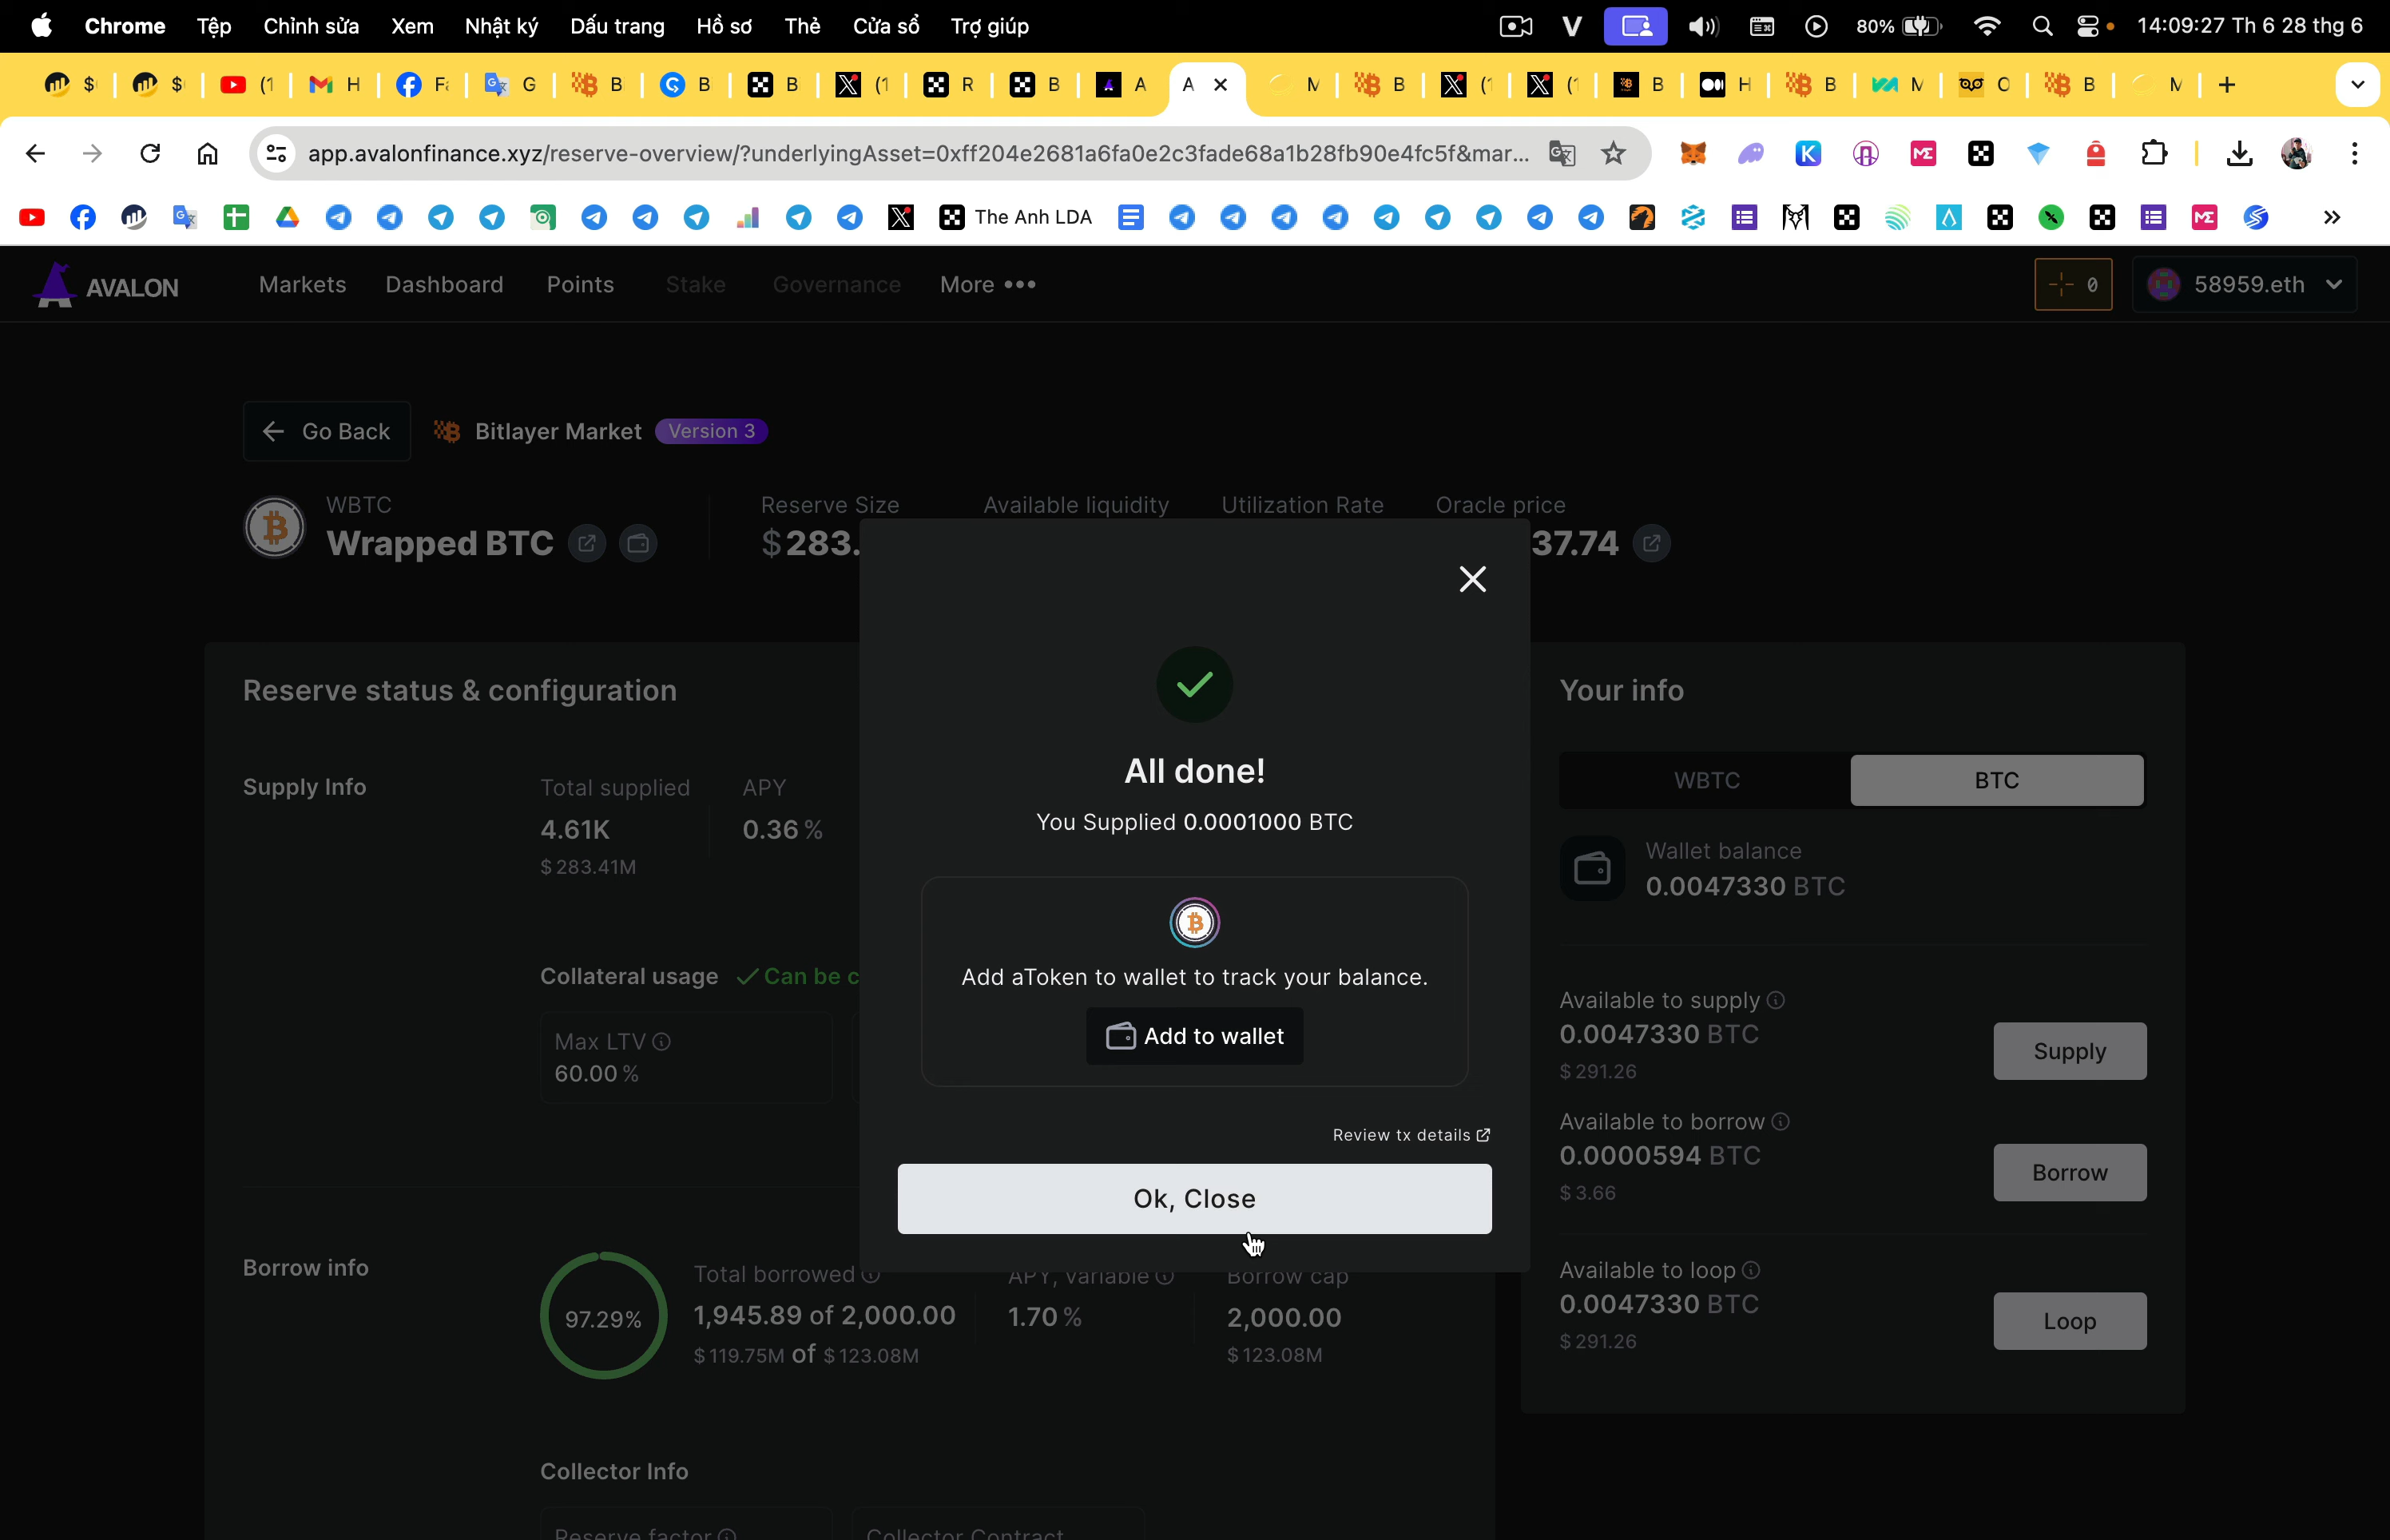 Chrome Tệp Chỉnh sửa Xem Nhật ký Dấu trang Hồ sơ Thẻ Cửa sổ Trợ giúp 80% 14:09:27 Th 6 28 thg 6
$ $ (1 H F G B B B (1 R B A A M B (1 (1 B H B M O B M
app.avalonfinance.xyz/reserve-overview/?underlyingAsset=0xff204e2681a6fa0e2c3fade68a1b28fb90e4fc5f&mar...
The Anh LDA
AVALON Markets Dashboard Points Stake Governance More ••• 0 58959.eth
Go Back Bitlayer Market Version 3
WBTC Reserve Size Available liquidity Utilization Rate Oracle price
Wrapped BTC $283. 37.74
Reserve status & configuration
Your info
Supply Info
Total supplied APY
4.61K 0.36 %
$ 283.41M
Collateral usage Can be c
Max LTV
60.00 %
All done!
You Supplied 0.0001000 BTC
Add aToken to wallet to track your balance.
Add to wallet
Review tx details
Ok, Close
WBTC BTC
Wallet balance
0.0047330 BTC
Available to supply
0.0047330 BTC
$ 291.26
Supply
Available to borrow
0.0000594 BTC
$ 3.66
Borrow
Available to loop
0.0047330 BTC
$ 291.26
Loop
Borrow info
97.29%
Total borrowed APY, variable Borrow cap
1,945.89 of 2,000.00 1.70 % 2,000.00
$ 119.75M of $ 123.08M $ 123.08M
Collector Info
Reserve factor Collector Contract